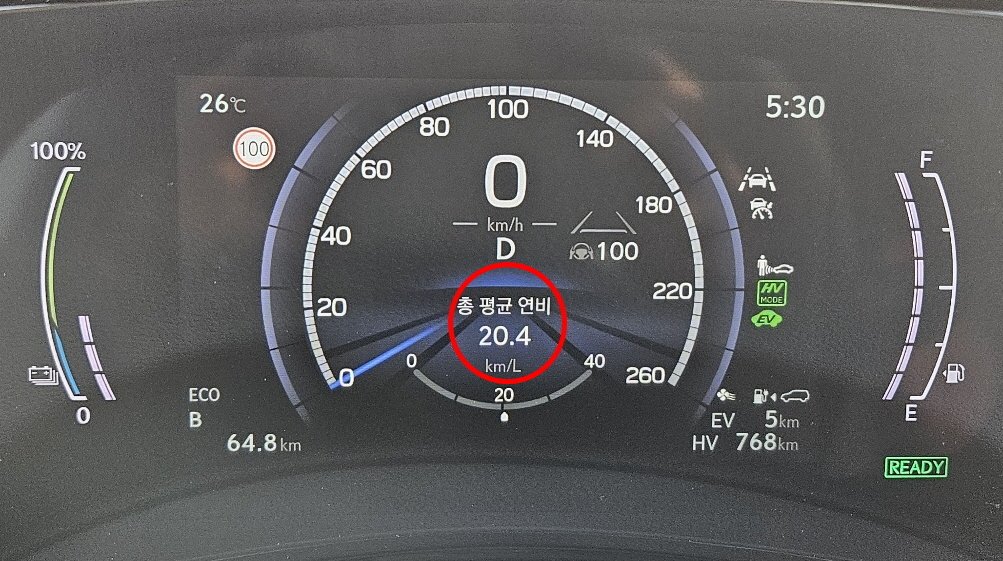 26℃
5:30
100
100%
0
F
E
0
20
40
60
80
100
140
180
220
260
0
km/h
D
100
총 평균 연비
20.4
km/L
0
20
40
HV
MODE
EV
ECO
B
64.8 km
EV 5km
HV 768km
READY